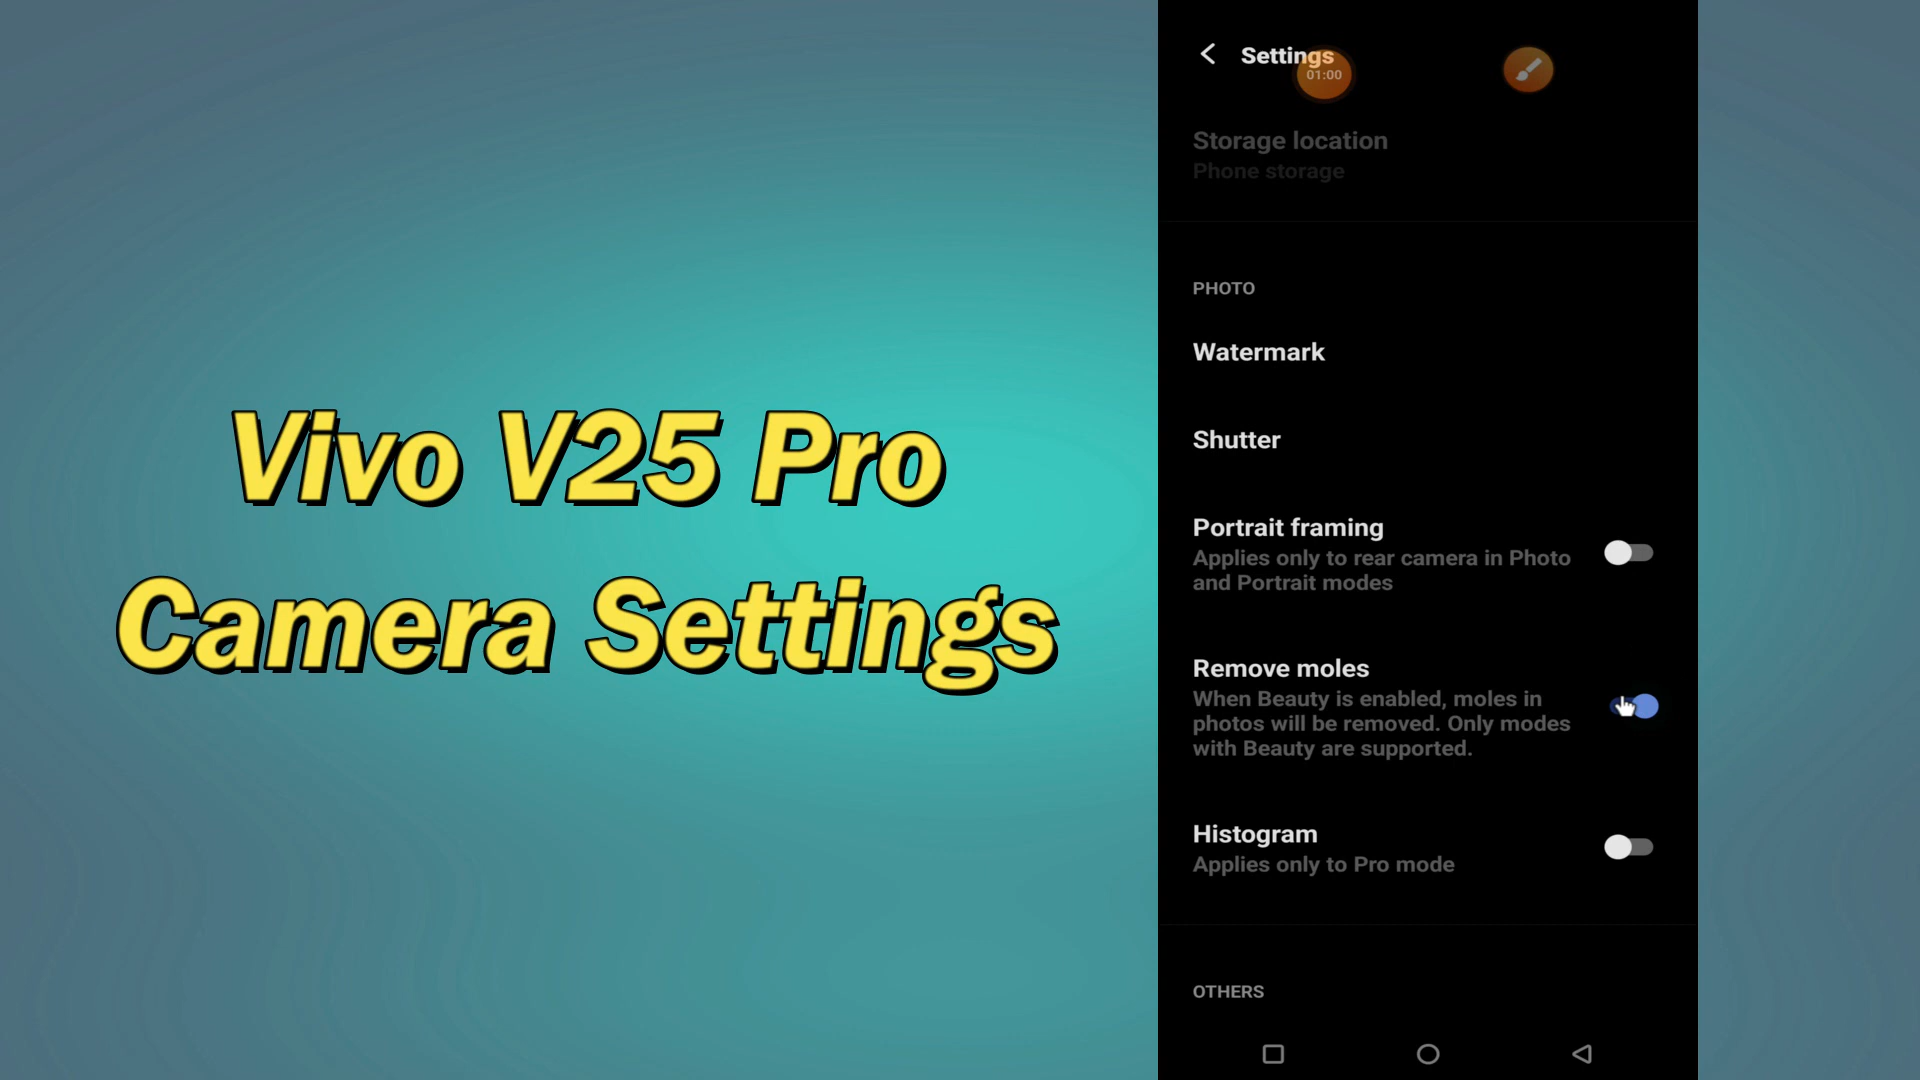 Vivo V25 Pro
Camera Settings
Settings
01:00
Storage location
Phone storage
PHOTO
Watermark
Shutter
Portrait framing
Applies only to rear camera in Photo
and Portrait modes
Remove moles
When Beauty is enabled, moles in
photos will be removed. Only modes
with Beauty are supported.
Histogram
Applies only to Pro mode
OTHERS